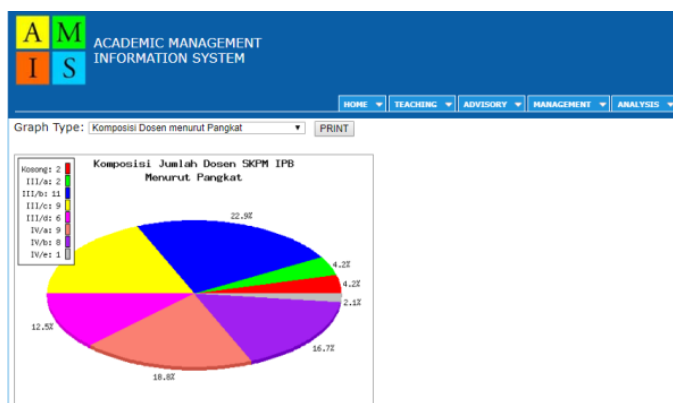 A M
I S
ACADEMIC MANAGEMENT
INFORMATION SYSTEM
HOME TEACHING ADVISORY MANAGEMENT ANALYSIS
Graph Type: Komposisi Dosen menurut Pangkat PRINT
Komposisi Jumlah Dosen SKPM IPB
Menurut Pangkat
Kosong: 2
III/a: 2
III/b: 11
III/c: 9
III/d: 6
IV/a: 9
IV/b: 8
IV/e: 1
22.9%
4.2%
4.2%
2.1%
12.5%
16.7%
18.8%